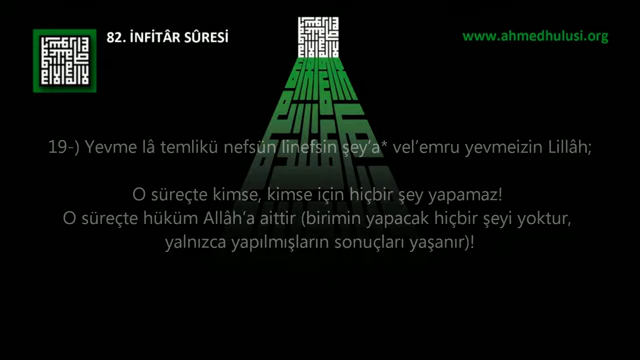 82. İNFİTÂR SÛRESİ
www.ahmedhulusi.org
19-) Yevme lâ temlikü nefsün linefsin şey'a* vel'emru yevmeizin Lillâh;
O süreçte kimse, kimse için hiçbir şey yapamaz!
O süreçte hüküm Allâh'a aittir (birimin yapacak hiçbir şeyi yoktur,
yalnızca yapılmışların sonuçları yaşanır)!